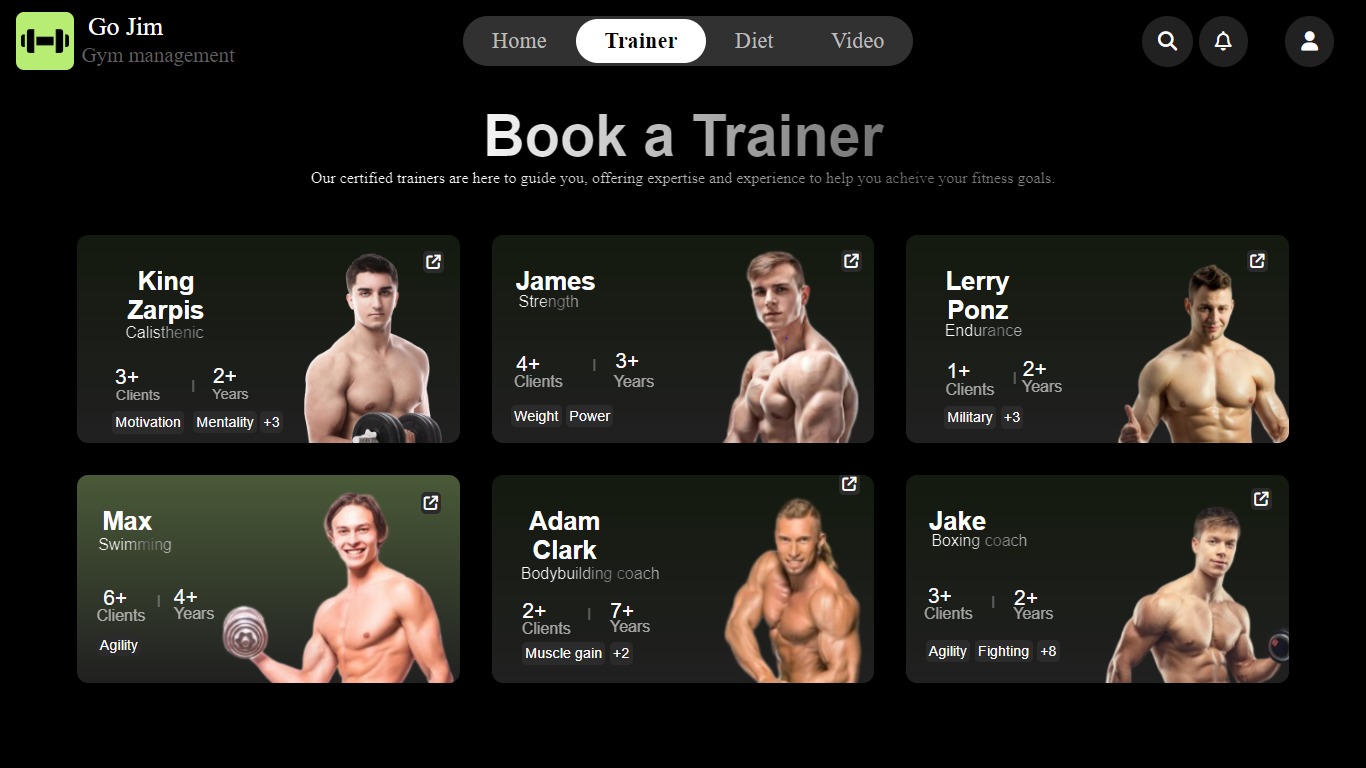 Go Jim
Gym management
Home
Trainer
Diet
Video
Book a Trainer
Our certified trainers are here to guide you, offering expertise and experience to help you acheive your fitness goals.
King
Zarpis
Calisthenic
3+ | 2+
Clients Years
Motivation Mentality +3
James
Strength
4+ | 3+
Clients Years
Weight Power
Lerry
Ponz
Endurance
1+ | 2+
Clients Years
Military +3
Max
Swimming
6+ | 4+
Clients Years
Agility
Adam
Clark
Bodybuilding coach
2+ | 7+
Clients Years
Muscle gain +2
Jake
Boxing coach
3+ | 2+
Clients Years
Agility Fighting +8